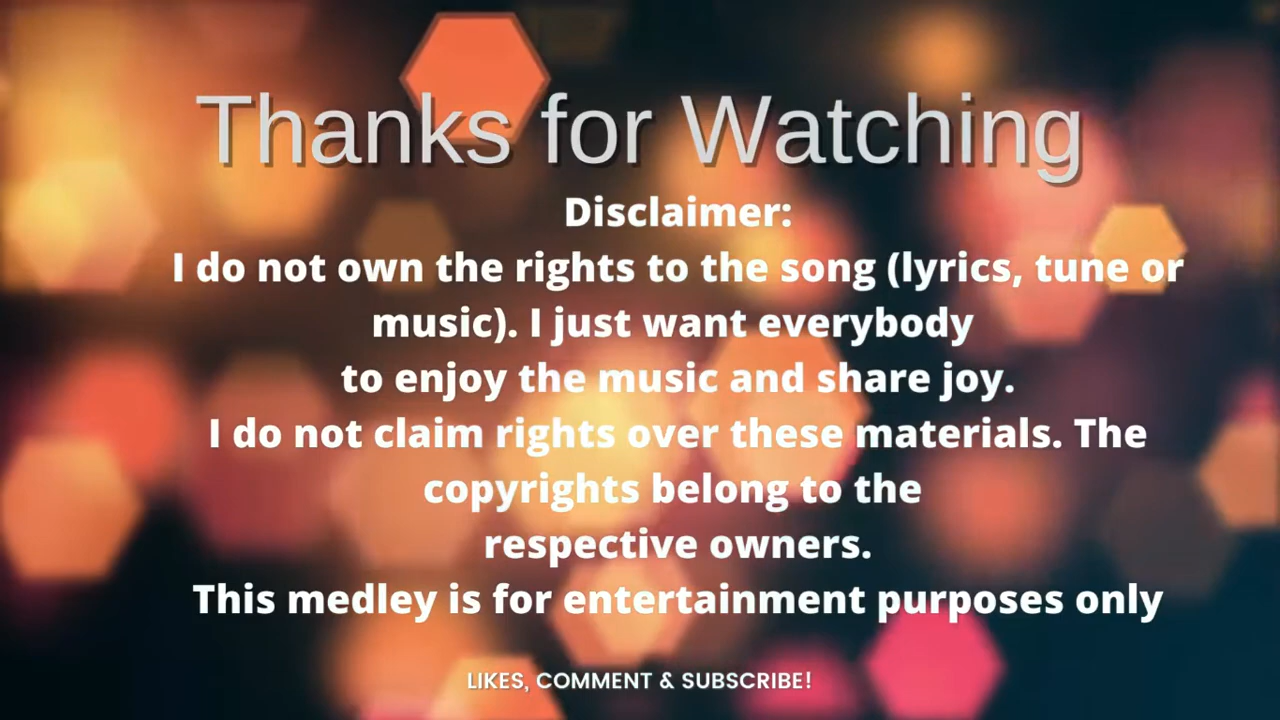 Thanks for Watching
Disclaimer:
I do not own the rights to the song (lyrics, tune or
music). I just want everybody
to enjoy the music and share joy.
I do not claim rights over these materials. The
copyrights belong to the
respective owners.
This medley is for entertainment purposes only
LIKES, COMMENT & SUBSCRIBE!